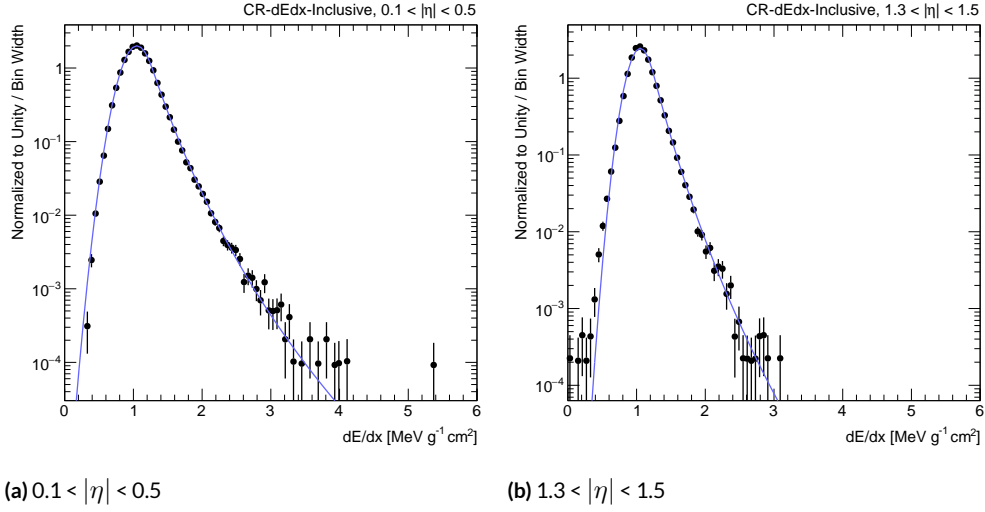 CR-dEdx-Inclusive, 0.1 < |η| < 0.5
Normalized to Unity / Bin Width
1
10⁻¹
10⁻²
10⁻³
10⁻⁴
0 1 2 3 4 5 6
dE/dx [MeV g⁻¹ cm²]
(a) 0.1 < |η| < 0.5
CR-dEdx-Inclusive, 1.3 < |η| < 1.5
Normalized to Unity / Bin Width
1
10⁻¹
10⁻²
10⁻³
10⁻⁴
0 1 2 3 4 5 6
dE/dx [MeV g⁻¹ cm²]
(b) 1.3 < |η| < 1.5